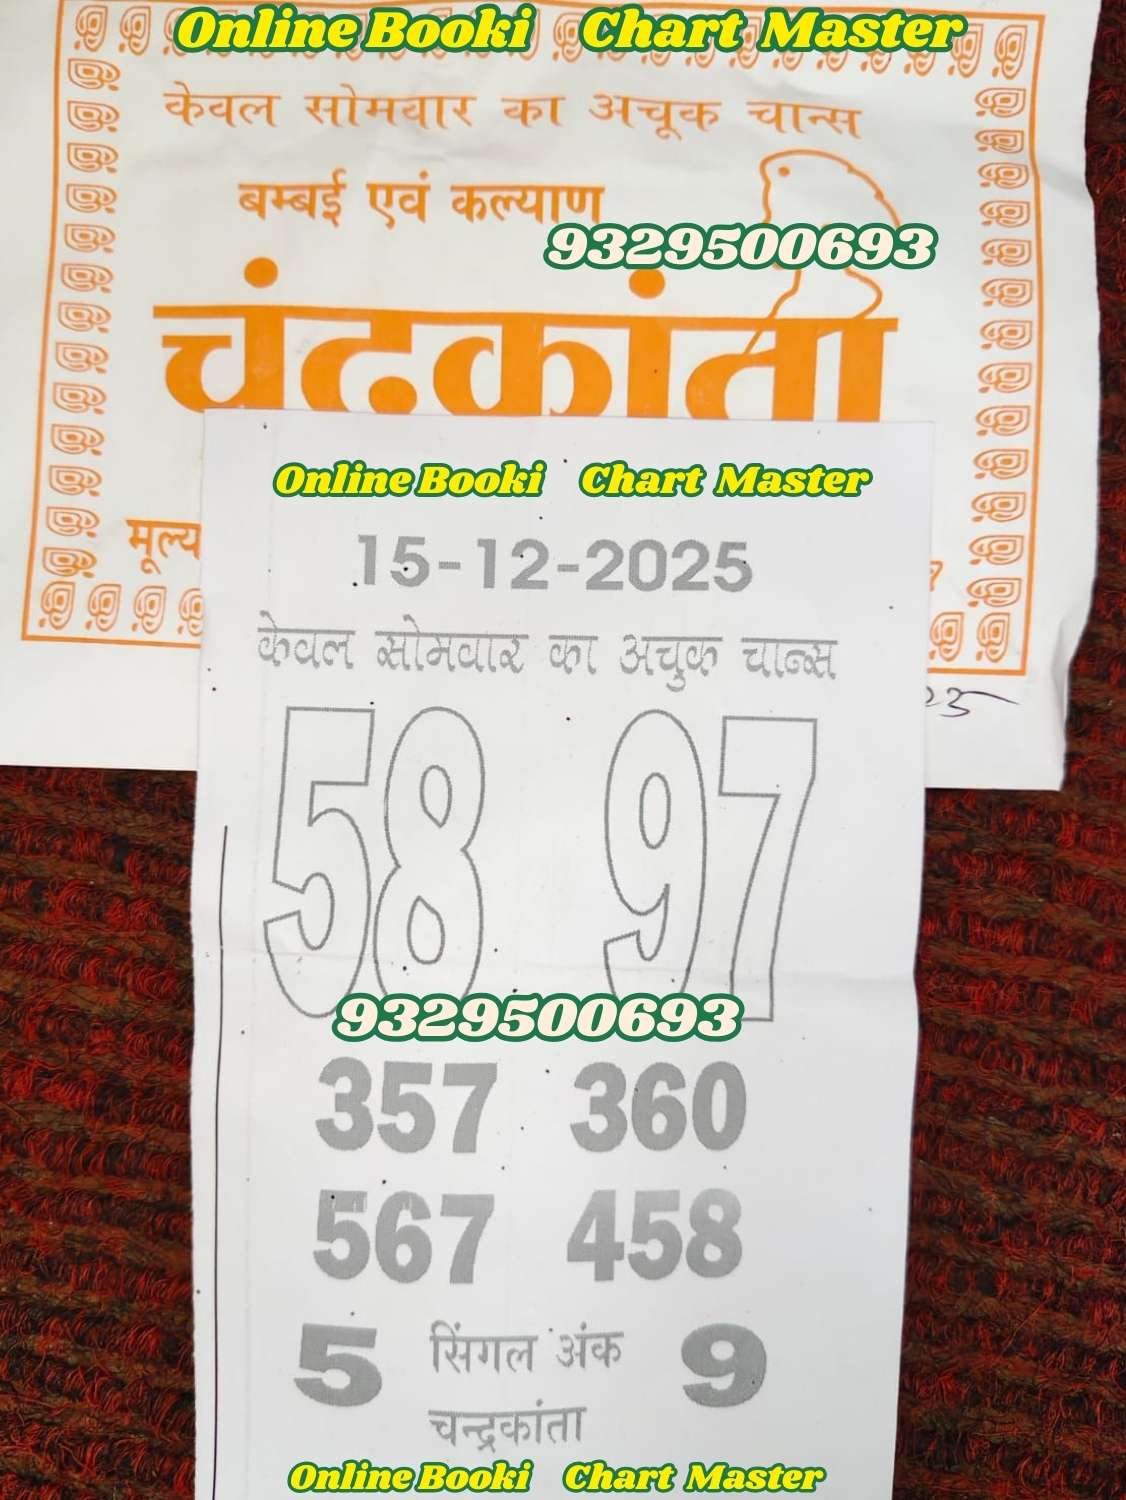 Online Booki Chart Master
केवल सोमवार का अचूक चान्स
बम्बई एवं कल्याण
9329500693
चंद्रकांता
Online Booki Chart Master
15-12-2025
मूल्य
केवल सोमवार का अचुक चान्स
58 97
9329500693
357 360
567 458
5 सिंगल अंक 9
चन्द्रकांता
Online Booki Chart Master